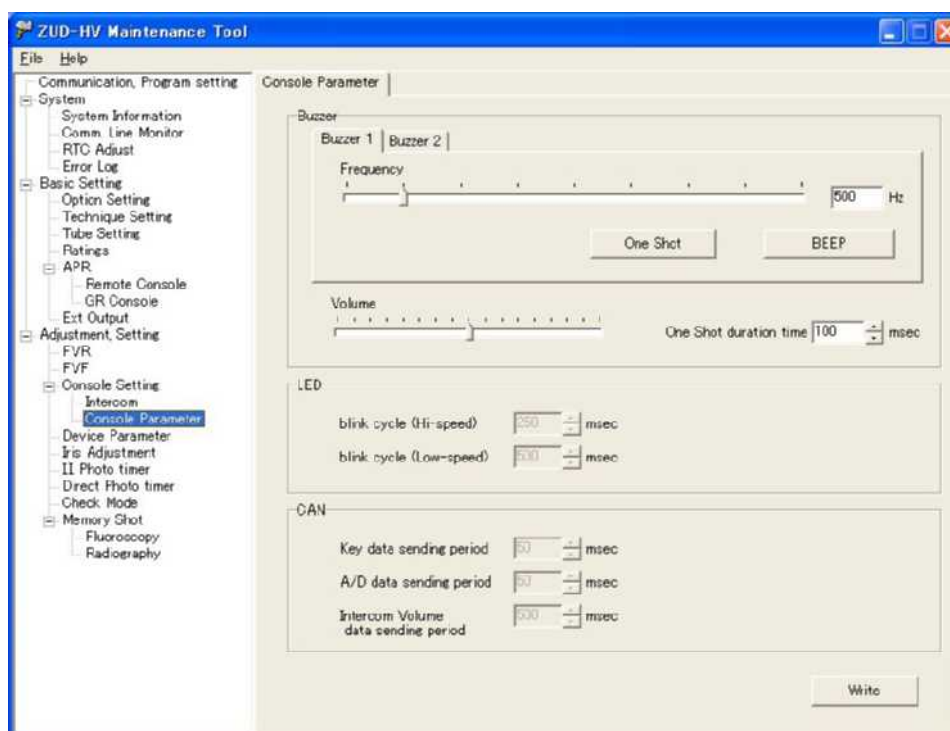 ZUD-HV Maintenance Tool
File Help
Communication, Program setting
System
System Information
Comm. Line Monitor
RTC Adjust
Error Log
Basic Setting
Option Setting
Technique Setting
Tube Setting
Ratings
APR
Remote Console
GR Console
Ext Output
Adjustment, Setting
FVR
FVF
Console Setting
Intercom
Console Parameter
Device Parameter
Iris Adjustment
II Photo timer
Direct Photo timer
Check Mode
Memory Shot
Fluoroscopy
Radiography
Console Parameter
Buzzer
Buzzer 1 Buzzer 2
Frequency
500 Hz
One Shot BEEP
Volume
One Shot duration time 100 msec
LED
blink cycle (Hi-speed) 250 msec
blink cycle (Low-speed) 500 msec
CAN
Key data sending period 50 msec
A/D data sending period 50 msec
Intercom Volume
data sending period 500 msec
Write